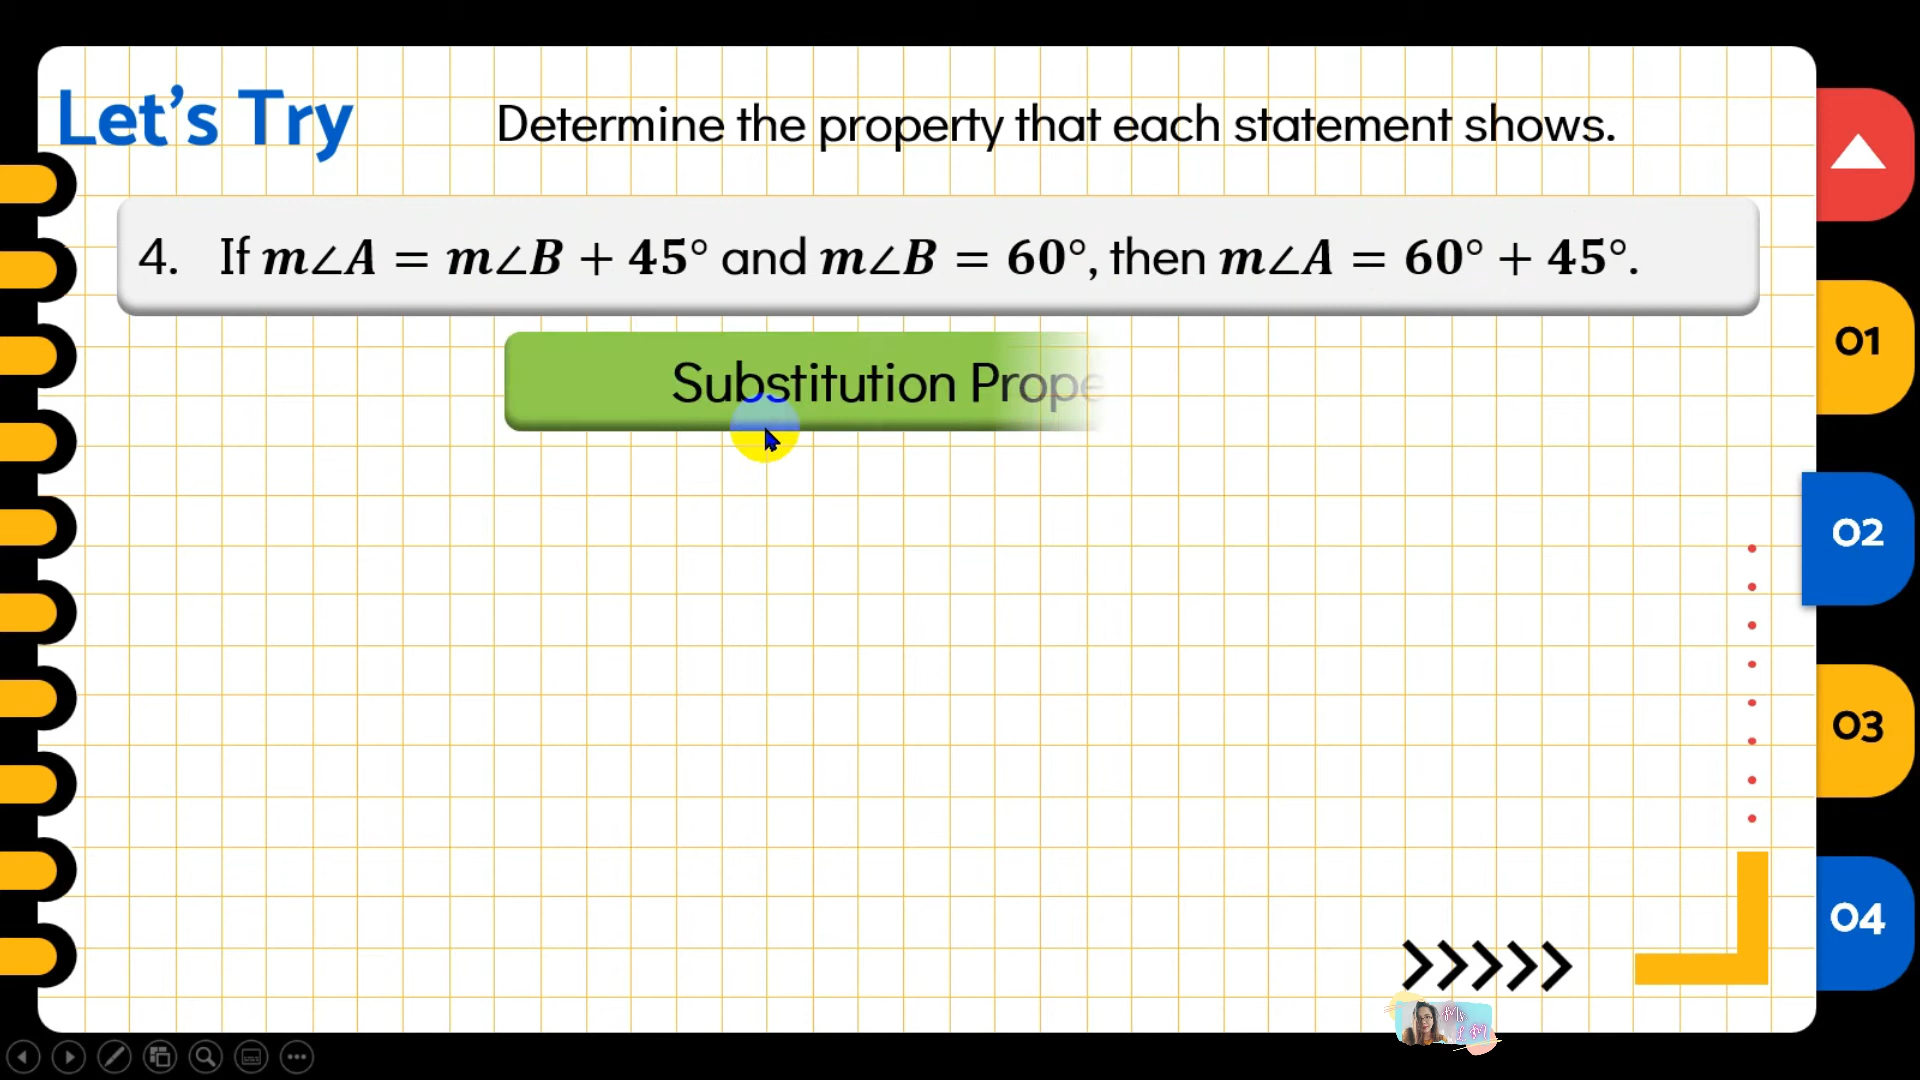 Let's Try
Determine the property that each statement shows.
4. If m∠A = m∠B + 45° and m∠B = 60°, then m∠A = 60° + 45°.
Substitution Prope
01
02
03
04
Ms